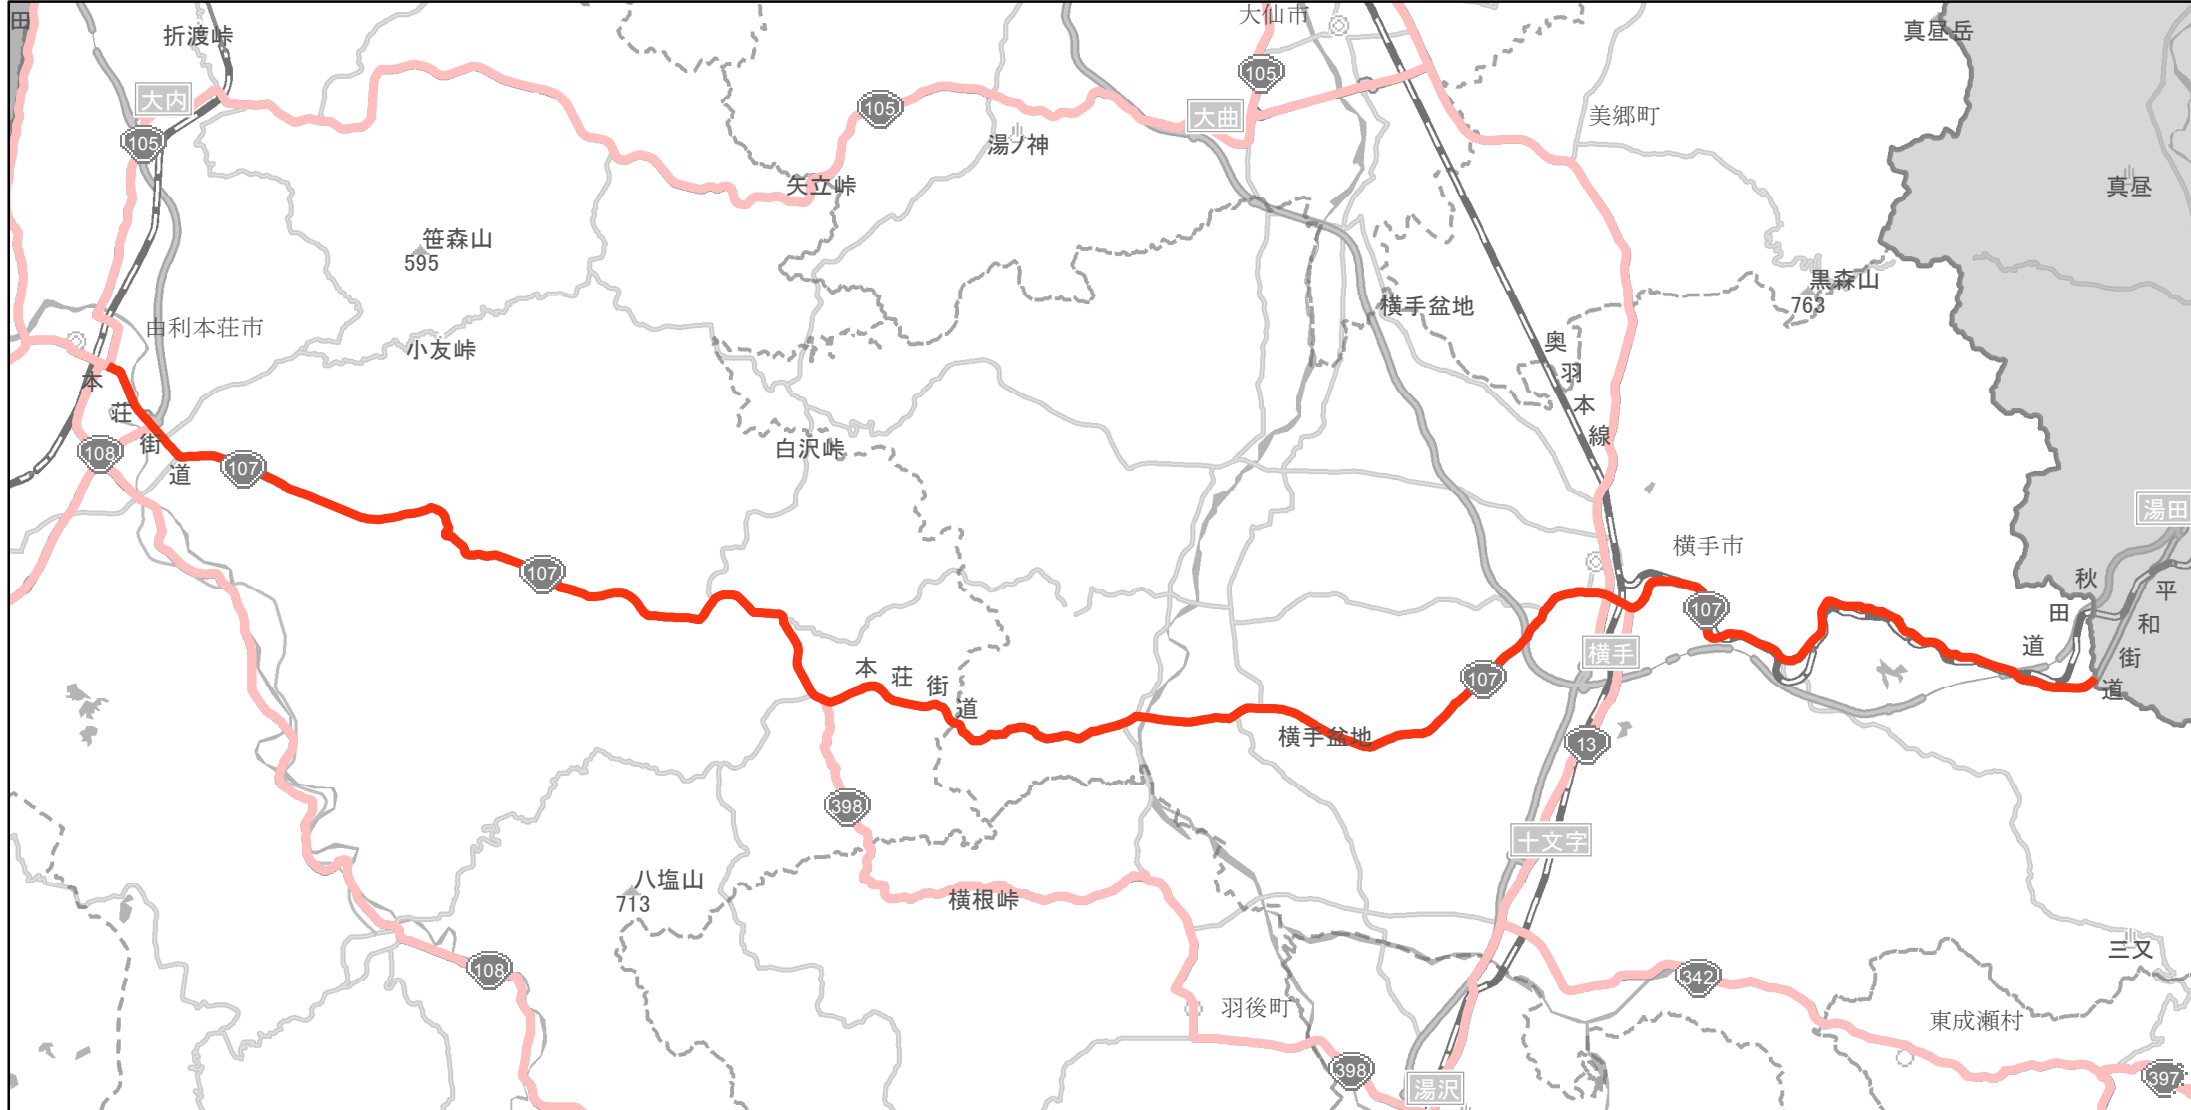 田
折渡峠
大内
105
大仙市
105
105
大曲
湯ノ神
美郷町
真昼岳
真昼
矢立峠
笹森山
595
由利本荘市
小友峠
横手盆地
黒森山
763
奥羽本線
本荘街道
108
107
白沢峠
湯田
107
横手市
107
秋田道
平和街道
本荘街道
107
横手
横手盆地
13
398
十文字
八塩山
713
横根峠
108
羽後町
342
三又
東成瀬村
398
湯沢
397